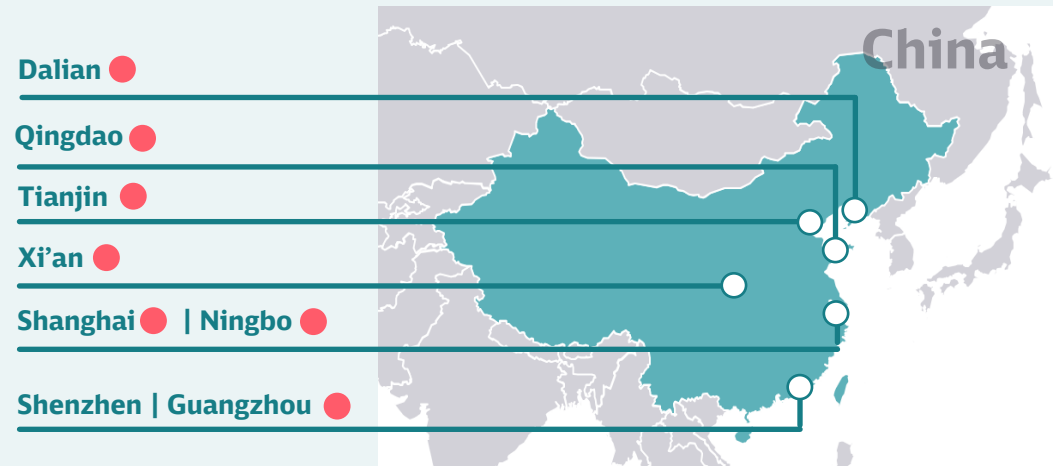 China
Dalian
Qingdao
Tianjin
Xi’an
Shanghai | Ningbo
Shenzhen | Guangzhou